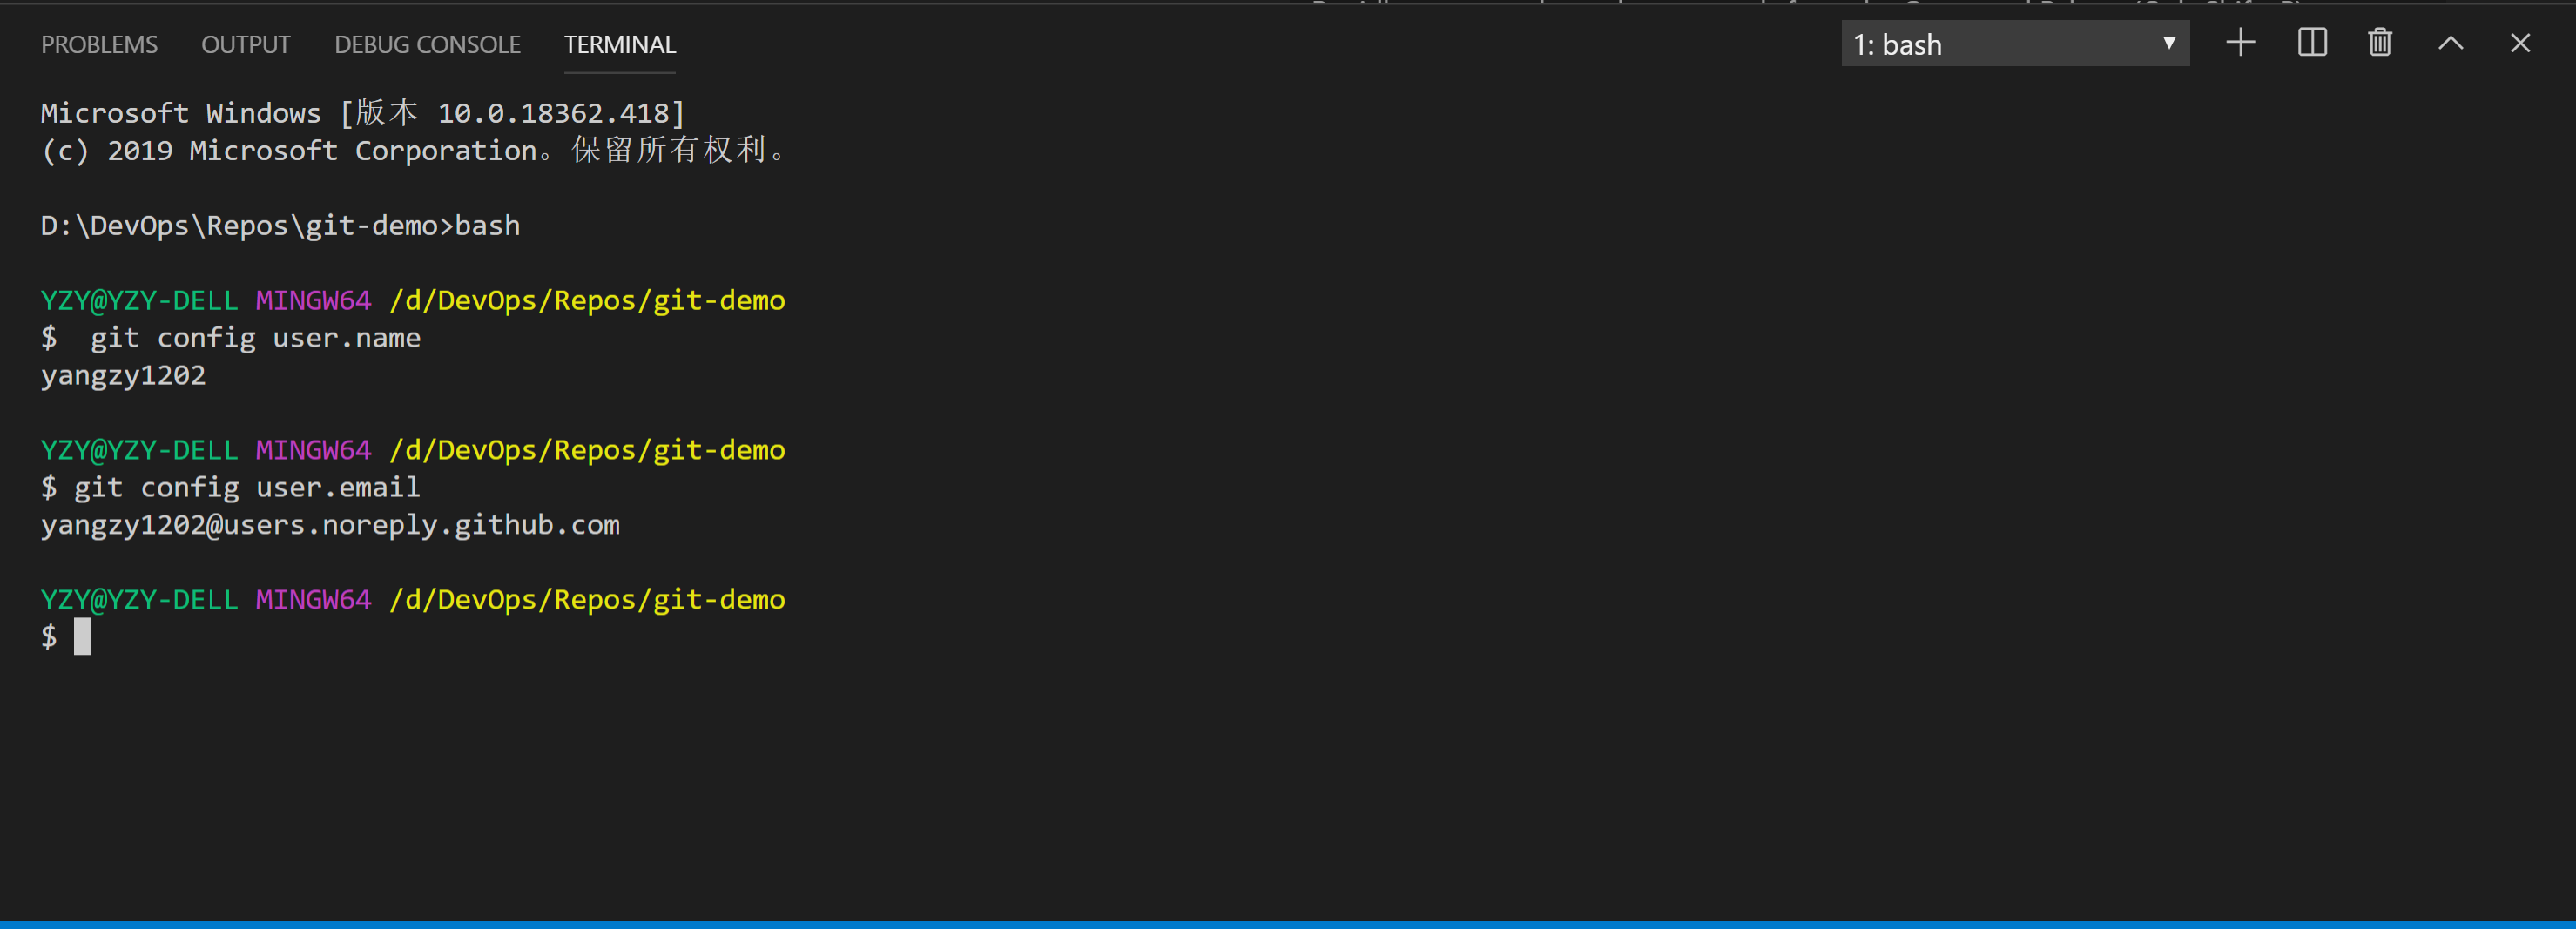 PROBLEMS OUTPUT DEBUG CONSOLE TERMINAL 1: bash
Microsoft Windows [版本 10.0.18362.418]
(c) 2019 Microsoft Corporation。保留所有权利。
D:\DevOps\Repos\git-demo>bash
YZY@YZY-DELL MINGW64 /d/DevOps/Repos/git-demo
$  git config user.name
yangzy1202
YZY@YZY-DELL MINGW64 /d/DevOps/Repos/git-demo
$ git config user.email
yangzy1202@users.noreply.github.com
YZY@YZY-DELL MINGW64 /d/DevOps/Repos/git-demo
$